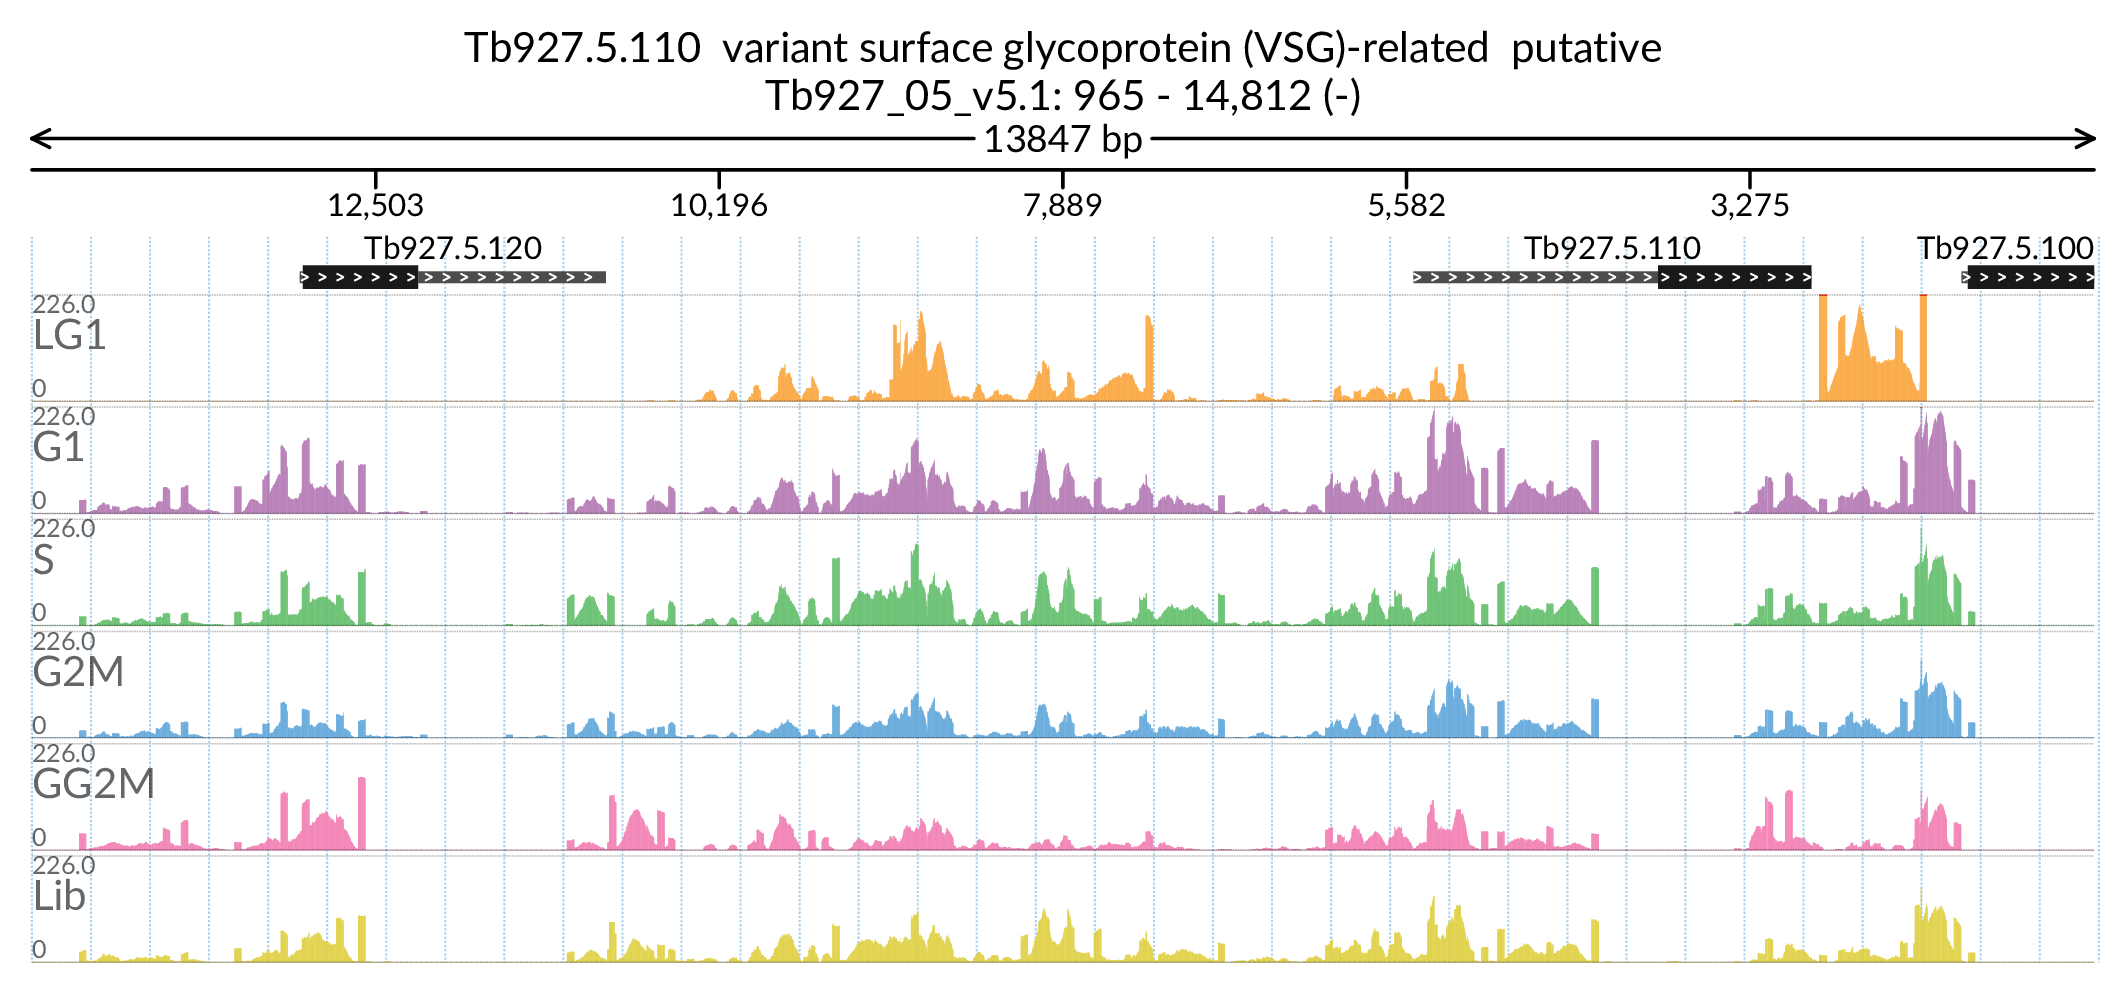 Tb927.5.110  variant surface glycoprotein (VSG)-related  putative
Tb927_05_v5.1: 965 - 14,812 (-)
13847 bp
12,503 10,196 7,889 5,582 3,275
Tb927.5.120 Tb927.5.110 Tb927.5.100
226.0
LG1
0
226.0
G1
0
226.0
S
0
226.0
G2M
0
226.0
GG2M
0
226.0
Lib
0